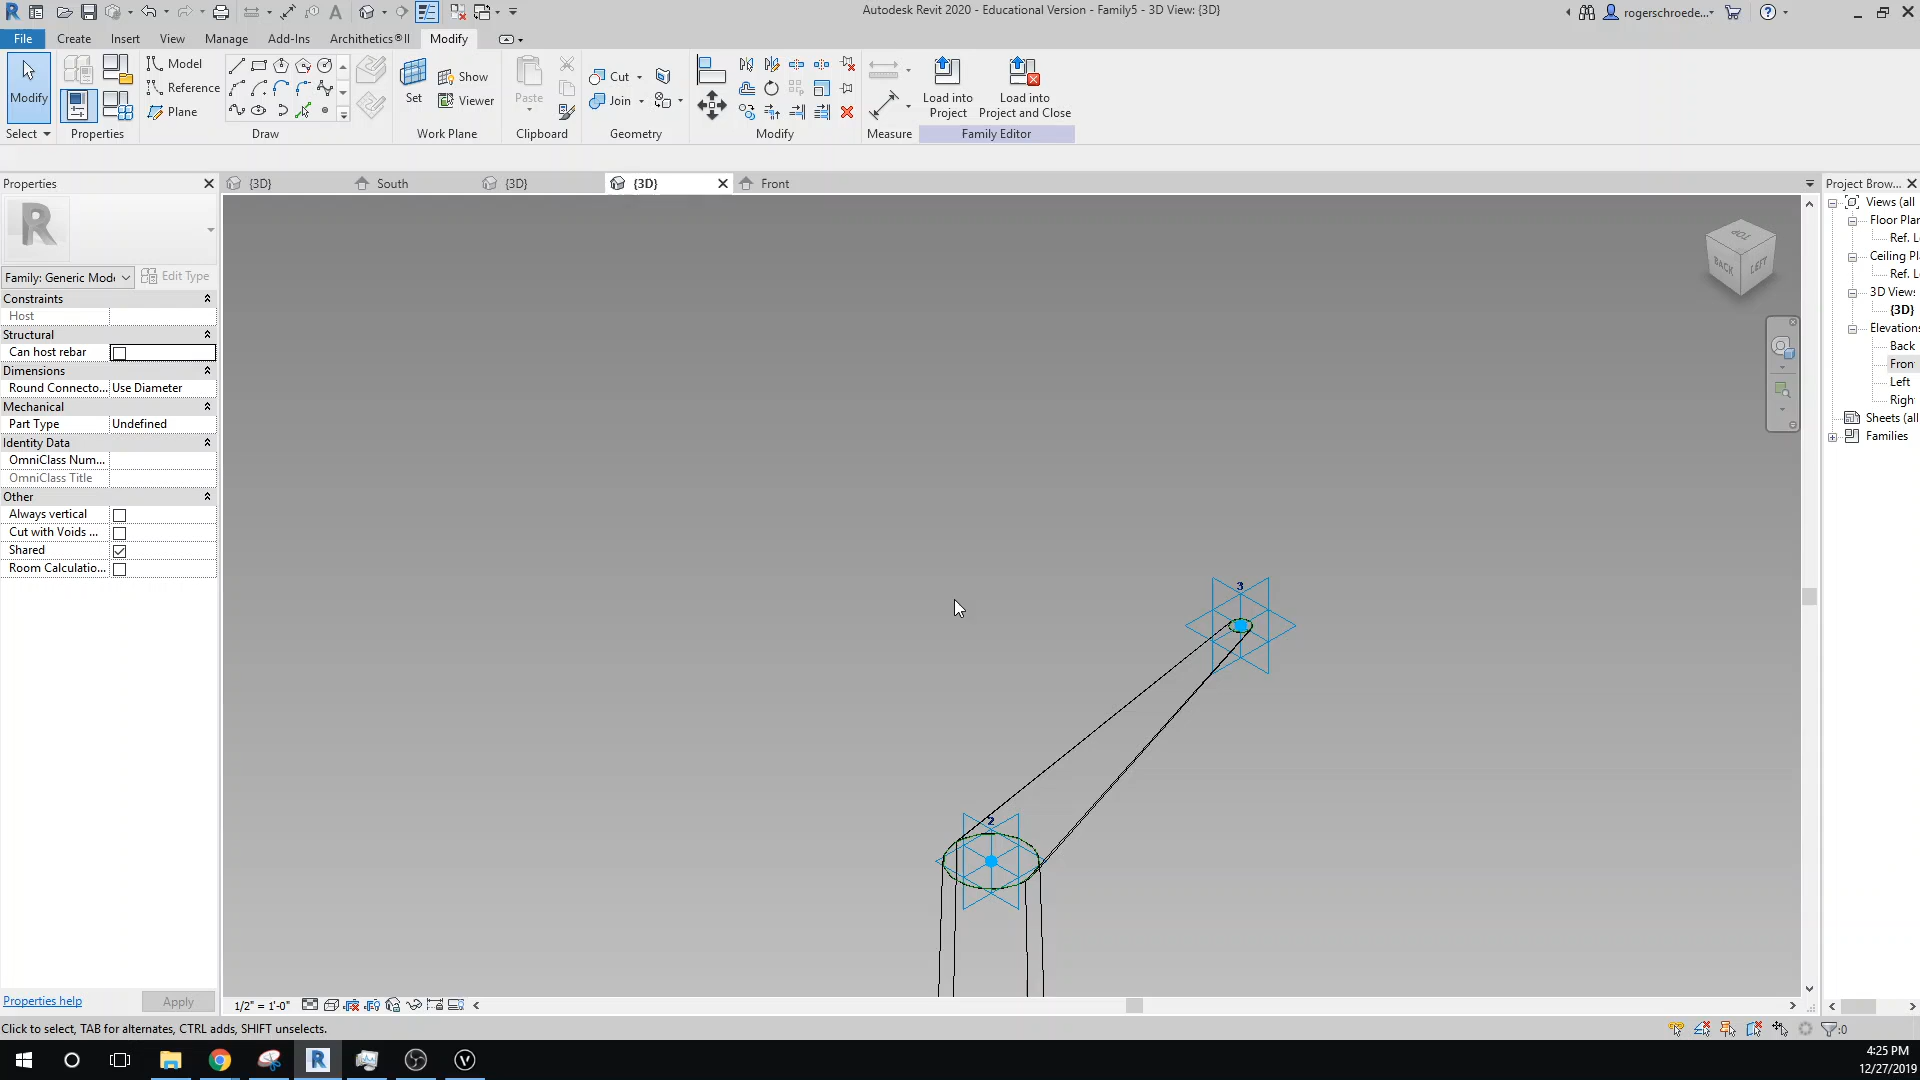 Autodesk Revit 2020 - Educational Version - Family5 - 3D View: {3D}
rogerschroede...
File Create Insert View Manage Add-Ins Archithetics®II Modify
Modify
Select
Properties
Model
Reference
Plane
Draw
Set
Show
Viewer
Work Plane
Paste
Clipboard
Cut
Join
Geometry
Modify
Measure
Load into
Project
Load into
Project and Close
Family Editor
Properties
{3D} South {3D} {3D} Front
Family: Generic Mode
Edit Type
Constraints
Host
Structural
Can host rebar
Dimensions
Round Connecto... Use Diameter
Mechanical
Part Type Undefined
Identity Data
OmniClass Num...
OmniClass Title
Other
Always vertical
Cut with Voids ...
Shared
Room Calculatio...
Properties help
Apply
3
2
TOP
BACK
LEFT
Project Brow...
Views (all
Floor Plan
Ref. L
Ceiling Pl
Ref. L
3D Views
{3D}
Elevations
Back
Fron
Left
Righ
Sheets (all
Families
1/2" = 1'-0"
Click to select, TAB for alternates, CTRL adds, SHIFT unselects.
:0
4:25 PM
12/27/2019